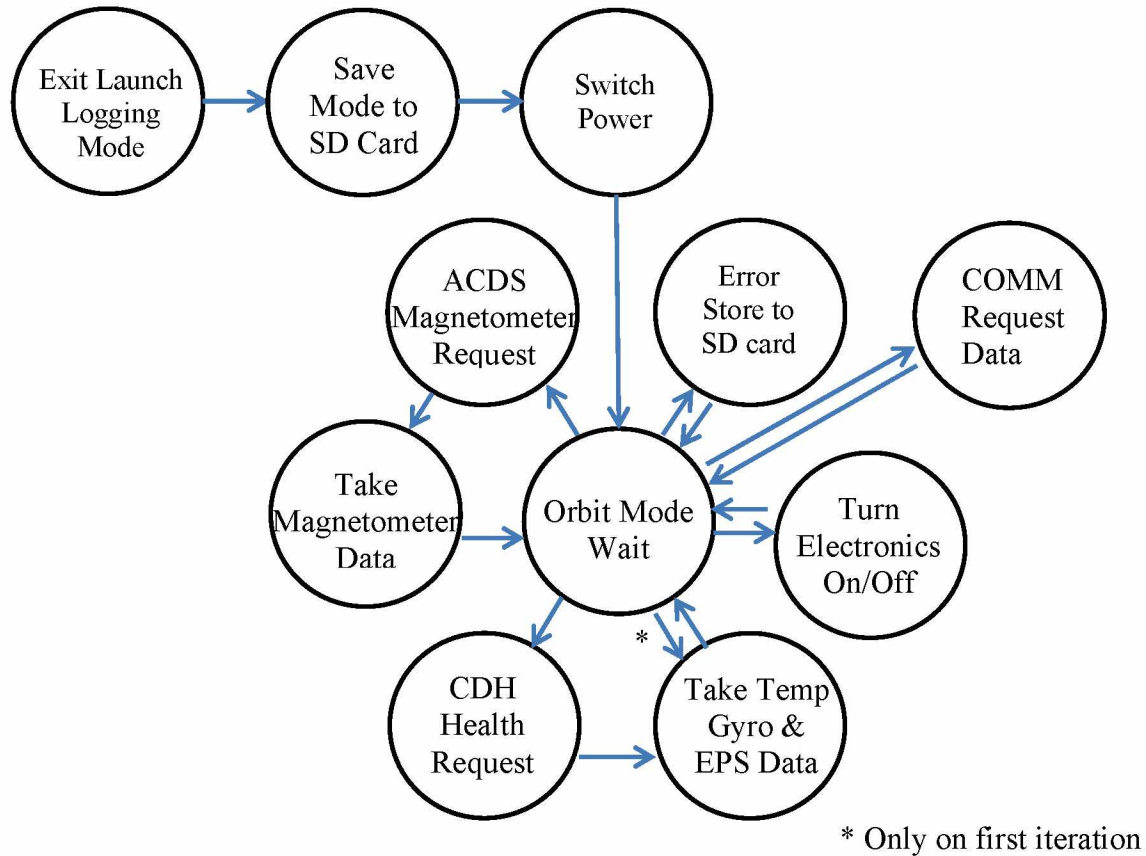 Exit Launch
Logging
Mode
Save
Mode to
SD Card
Switch
Power
ACDS
Magnetometer
Request
Error
Store to
SD card
COMM
Request
Data
Take
Magnetometer
Data
Orbit Mode
Wait
Turn
Electronics
On/Off
*
CDH
Health
Request
Take Temp
Gyro &
EPS Data
* Only on first iteration